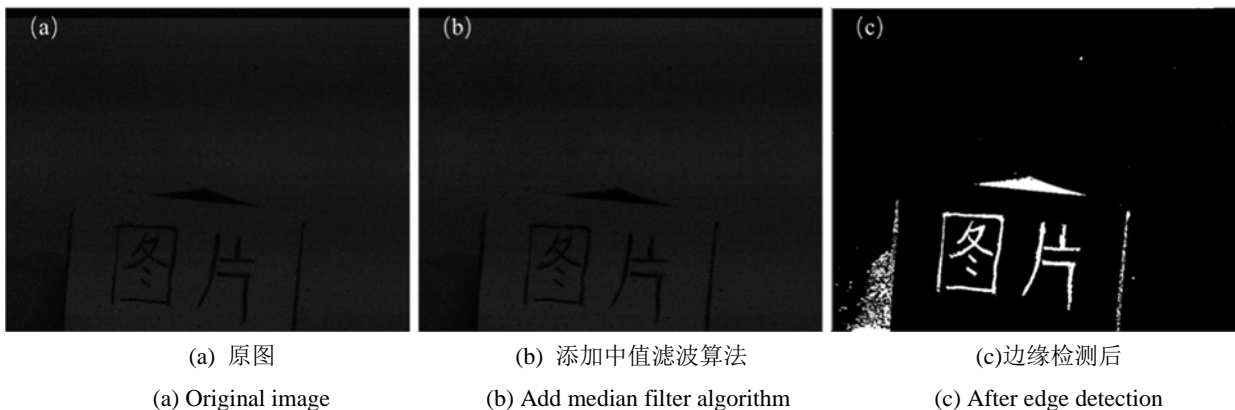 (a)
(b)
(c)
图片
图片
图片
(a) 原图
(b) 添加中值滤波算法
(c)边缘检测后
(a) Original image
(b) Add median filter algorithm
(c) After edge detection